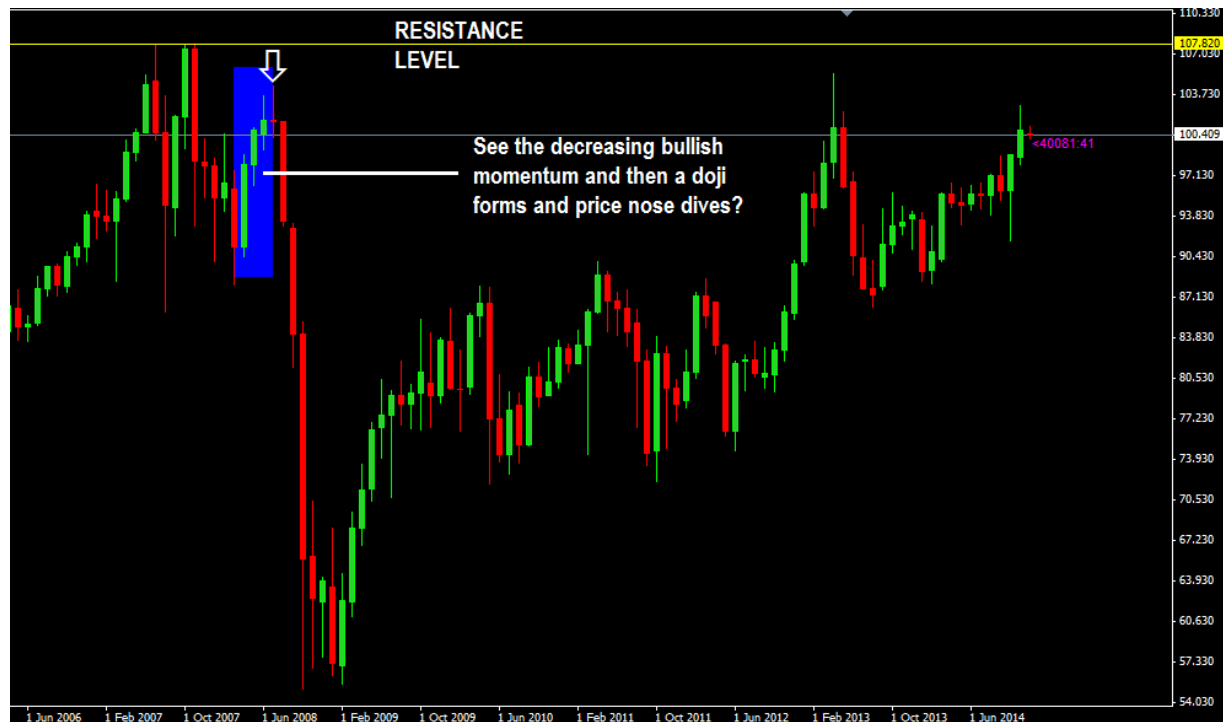 RESISTANCE
LEVEL
See the decreasing bullish
momentum and then a doji
forms and price nose dives?
<40081:41
110.330
107.820
107.030
103.730
100.409
97.130
93.830
90.430
87.130
83.830
80.530
77.230
73.930
70.530
67.230
63.930
60.630
57.330
54.030
1 Jun 2006
1 Feb 2007
1 Oct 2007
1 Jun 2008
1 Feb 2009
1 Oct 2009
1 Jun 2010
1 Feb 2011
1 Oct 2011
1 Jun 2012
1 Feb 2013
1 Oct 2013
1 Jun 2014